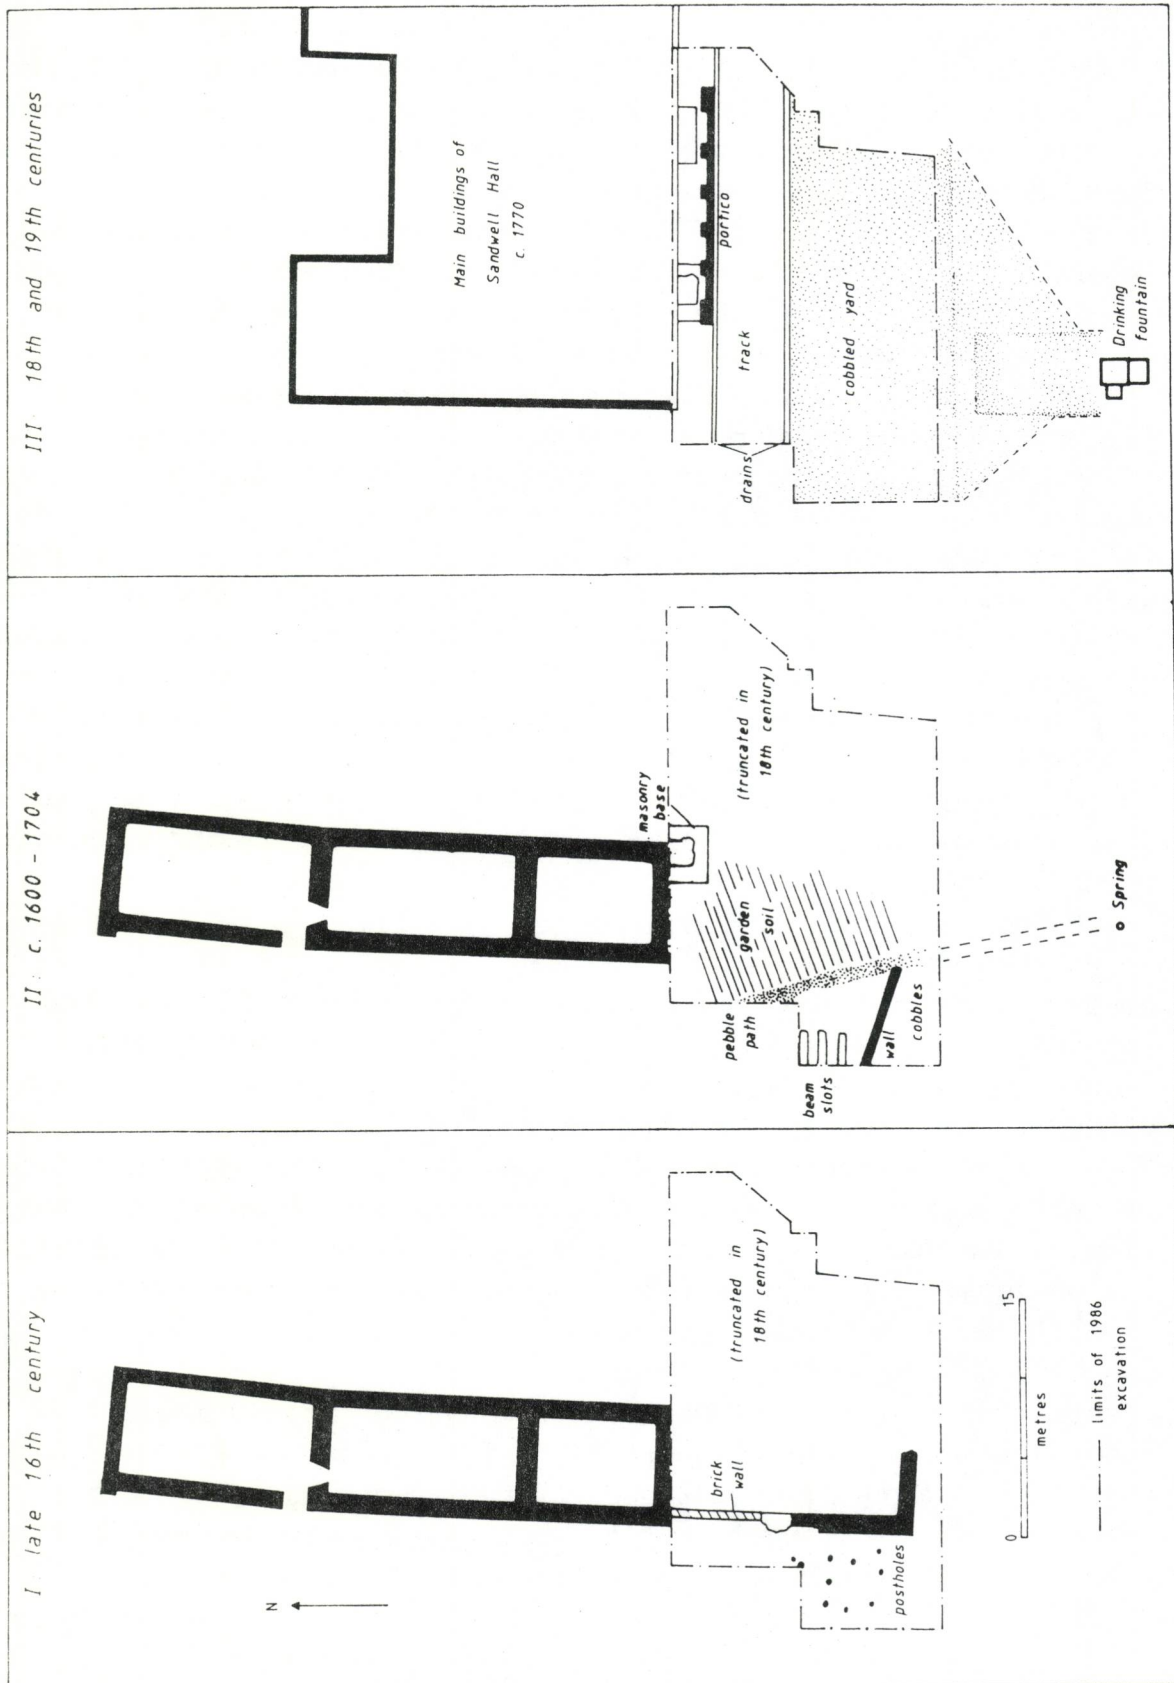 I late 16th century
N
brick
wall
(truncated in
18th century)
postholes
0
15
metres
limits of 1986
excavation
II: c. 1600 - 1704
masonry
base
(truncated in
18th century)
garden
soil
pebble
path
beam
slots
wall
cobbles
Spring
III 18th and 19th centuries
Main buildings of
Sandwell Hall
c. 1770
portico
track
drains
cobbled yard
Drinking
fountain